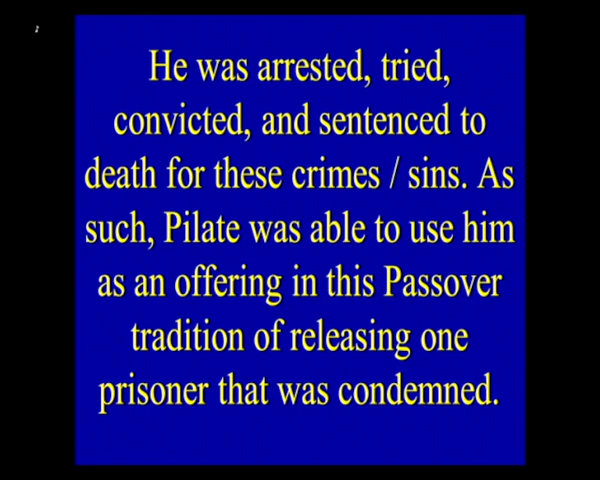 He was arrested, tried,
convicted, and sentenced to
death for these crimes / sins. As
such, Pilate was able to use him
as an offering in this Passover
tradition of releasing one
prisoner that was condemned.